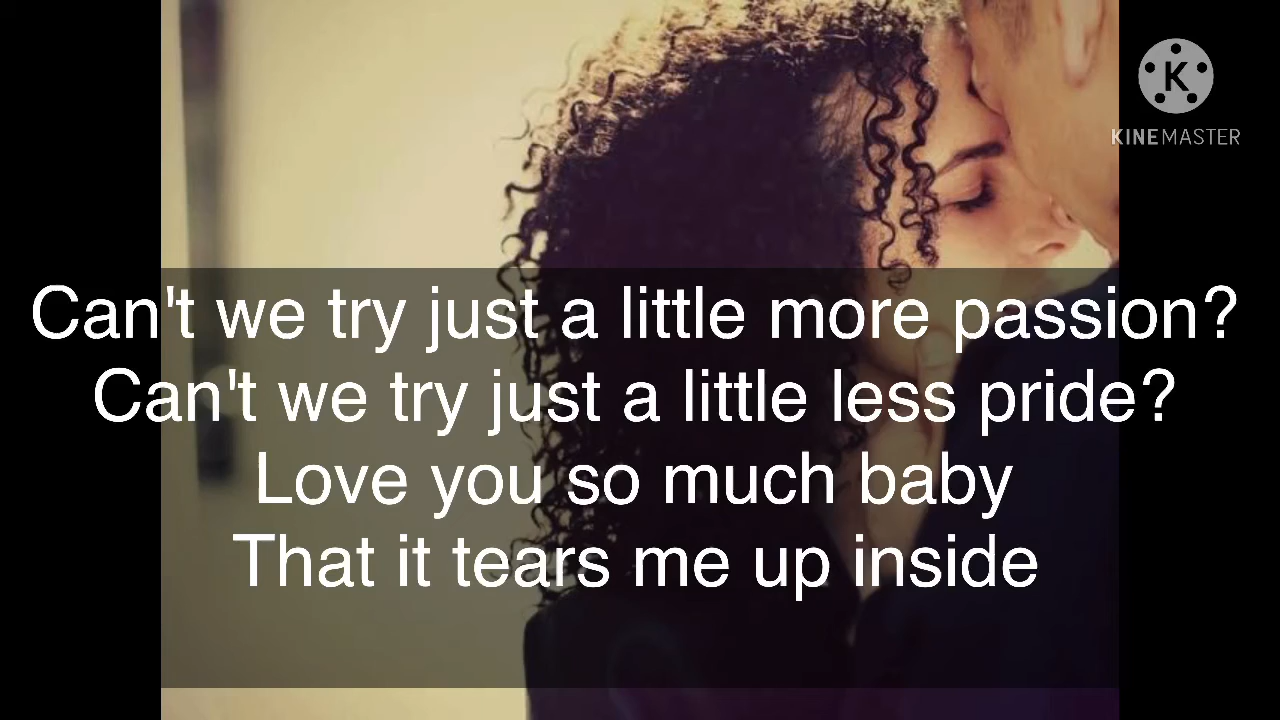 K
KINEMASTER
Can't we try just a little more passion?
Can't we try just a little less pride?
Love you so much baby
That it tears me up inside